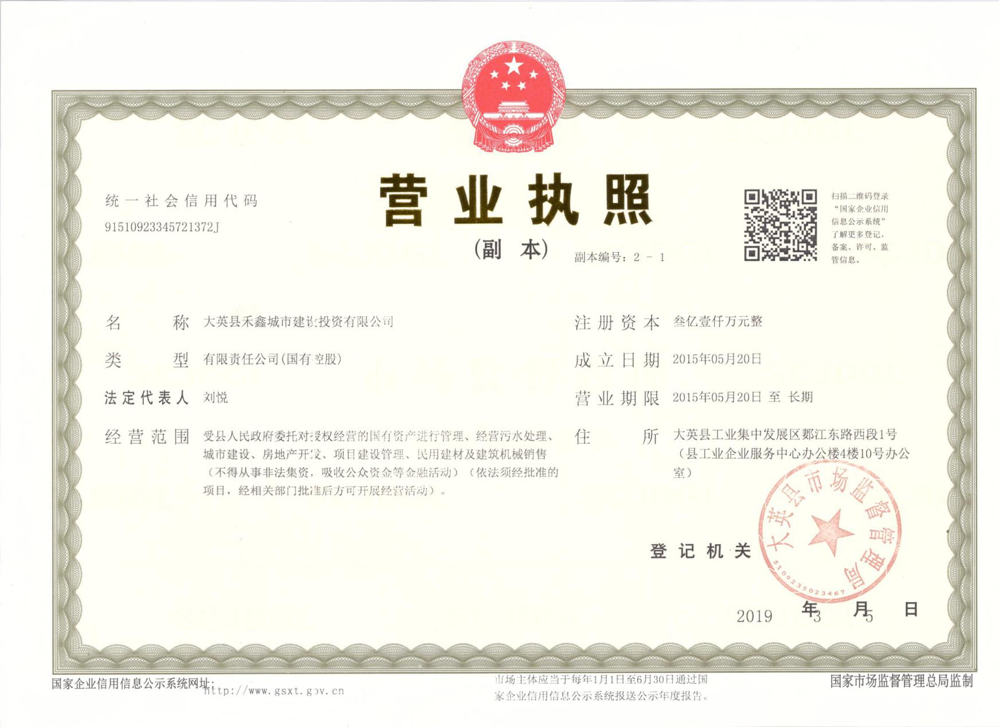 营业执照
(副 本)
副本编号：2－1
统一社会信用代码
91510923345721372J
扫描二维码登录
“国家企业信用
信息公示系统”
了解更多登记、
备案、许可、监
管信息。
名 称 大英县禾鑫城市建设投资有限公司
类 型 有限责任公司(国有控股)
法定代表人 刘悦
经营范围 受县人民政府委托对授权经营的国有资产进行管理、经营污水处理、
城市建设、房地产开发、项目建设管理、民用建材及建筑机械销售
（不得从事非法集资，吸收公众资金等金融活动）（依法须经批准的
项目，经相关部门批准后方可开展经营活动）。
注册资本 叁亿壹仟万元整
成立日期 2015年05月20日
营业期限 2015年05月20日 至 长期
住 所 大英县工业集中发展区郪江东路西段1号
（县工业企业服务中心办公楼4楼10号办公
室）
登记机关
大英县市场监督管理局
5109235023467
2019 年 3 月 5 日
国家企业信用信息公示系统网址：
http://www.gsxt.gov.cn
市场主体应当于每年1月1日至6月30日通过国
家企业信用信息公示系统报送公示年度报告。
国家市场监督管理总局监制